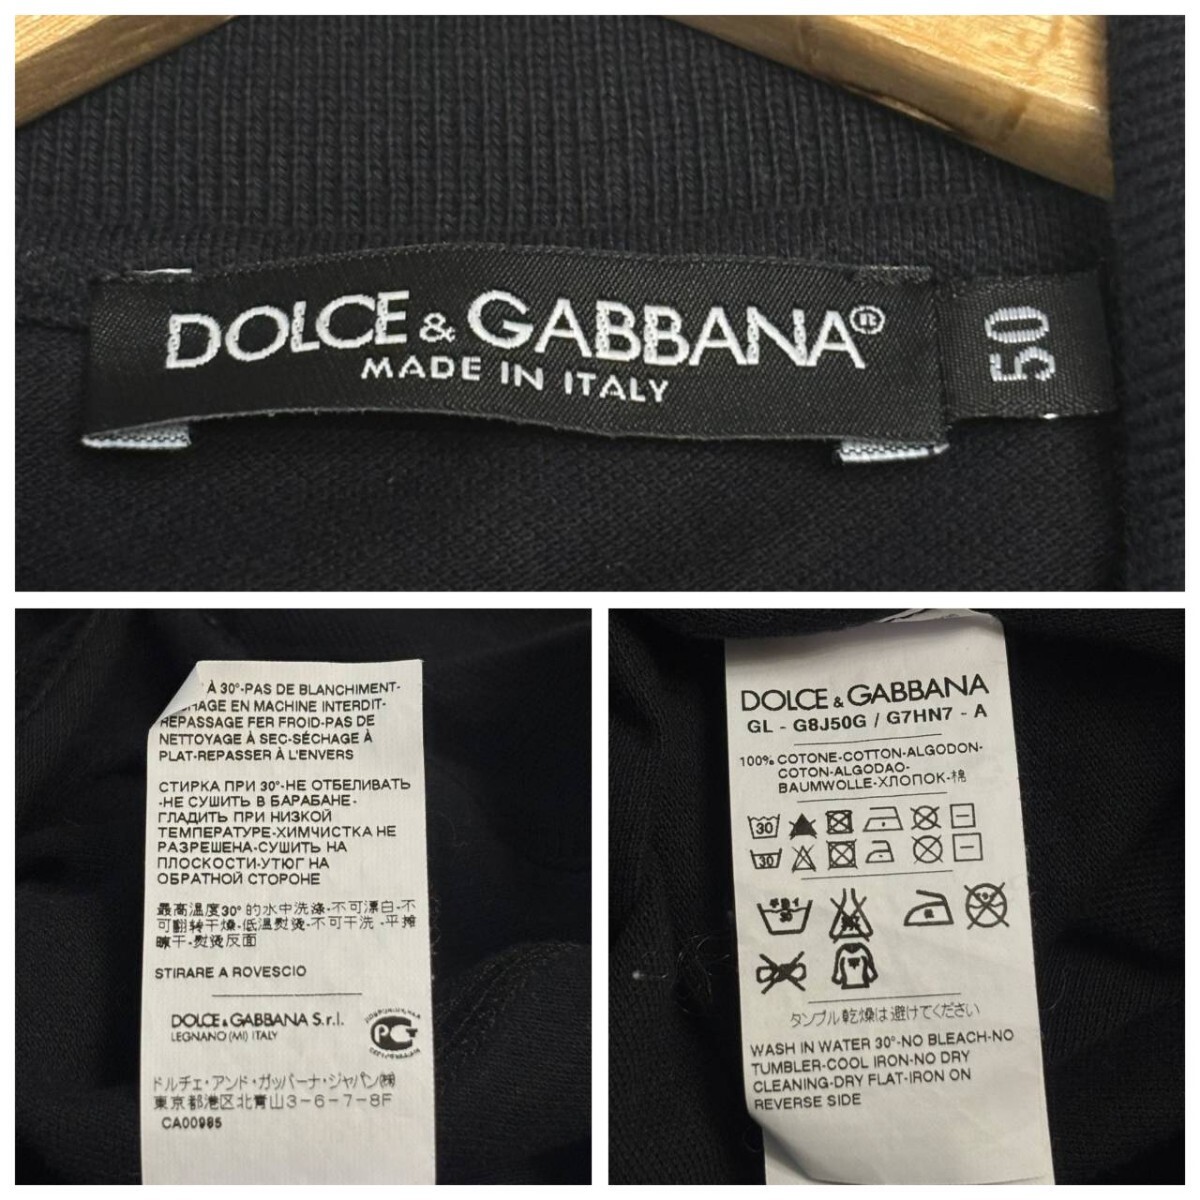 DOLCE & GABBANA®
MADE IN ITALY
50
À 30°-PAS DE BLANCHIMENT-
HAGE EN MACHINE INTERDIT-
REPASSAGE FER FROID-PAS DE
NETTOYAGE À SEC-SÉCHAGE À
PLAT-REPASSER À L'ENVERS
СТИРКА ПРИ 30°-НЕ ОТБЕЛИВАТЬ
-НЕ СУШИТЬ В БАРАБАНЕ-
ГЛАДИТЬ ПРИ НИЗКОЙ
ТЕМПЕРАТУРЕ-ХИМЧИСТКА НЕ
РАЗРЕШЕНА-СУШИТЬ НА
ПЛОСКОСТИ-УТЮГ НА
ОБРАТНОЙ СТОРОНЕ
最高温度30°的水中洗涤-不可漂白-不
可翻转干燥-低温熨烫-不可干洗-平摊
晾干-熨烫反面
STIRARE A ROVESCIO
DOLCE & GABBANA S.r.l.
LEGNANO (MI) ITALY
ドルチェ・アンド・ガッバーナ・ジャパン㈱
東京都港区北青山3-6-7-8F
CA00985
DOLCE & GABBANA
GL - G8J50G / G7HN7 - A
100% COTONE-COTTON-ALGODON-
COTON-ALGODAO-
BAUMWOLLE-ХЛОПОК-棉
30
30
タンブル乾燥は避けてください
WASH IN WATER 30°-NO BLEACH-NO
TUMBLER-COOL IRON-NO DRY
CLEANING-DRY FLAT-IRON ON
REVERSE SIDE